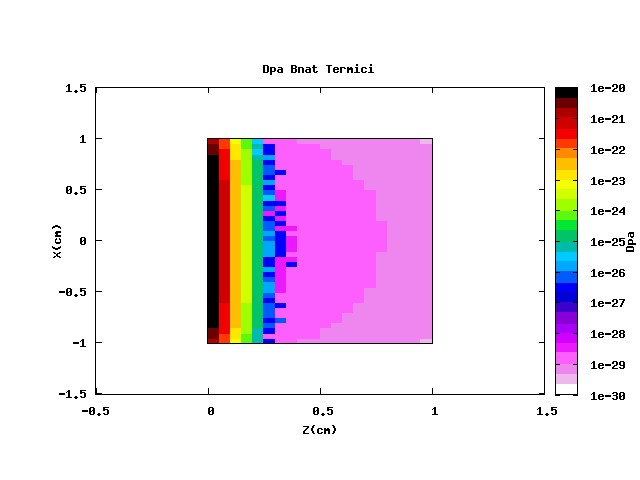 Dpa Bnat Termici
1.5
1
0.5
0
-0.5
-1
-1.5
X(cm)
-0.5
0
0.5
1
1.5
Z(cm)
1e-20
1e-21
1e-22
1e-23
1e-24
1e-25
1e-26
1e-27
1e-28
1e-29
1e-30
Dpa